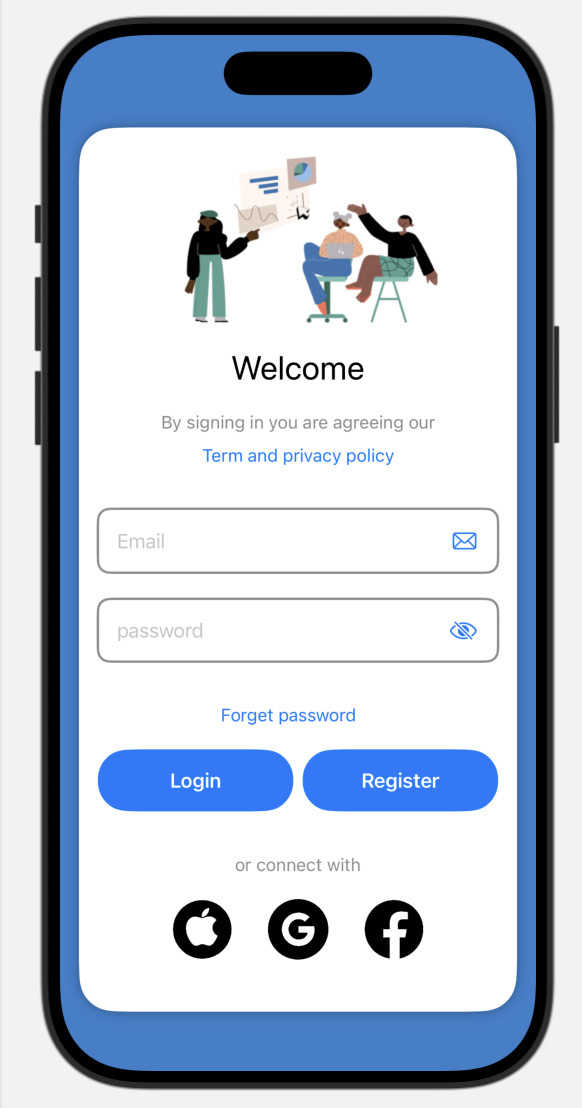 Welcome
By signing in you are agreeing our
Term and privacy policy
Email
password
Forget password
Login Register
or connect with